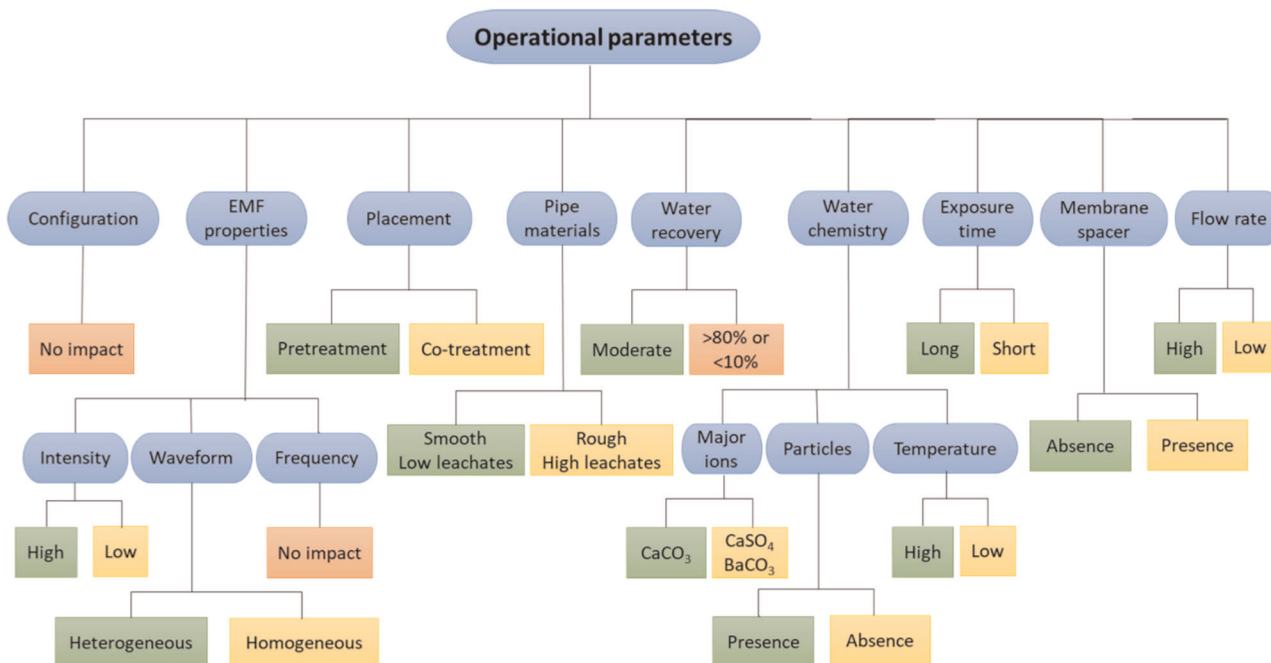 Operational parameters
Configuration
EMF
properties
Placement
Pipe
materials
Water
recovery
Water
chemistry
Exposure
time
Membrane
spacer
Flow rate
No impact
Pretreatment
Co-treatment
Moderate
>80% or
<10%
Long
Short
High
Low
Intensity
Waveform
Frequency
Smooth
Low leachates
Rough
High leachates
Major
ions
Particles
Temperature
Absence
Presence
High
Low
No impact
CaCO₃
CaSO₄
BaCO₃
High
Low
Heterogeneous
Homogeneous
Presence
Absence